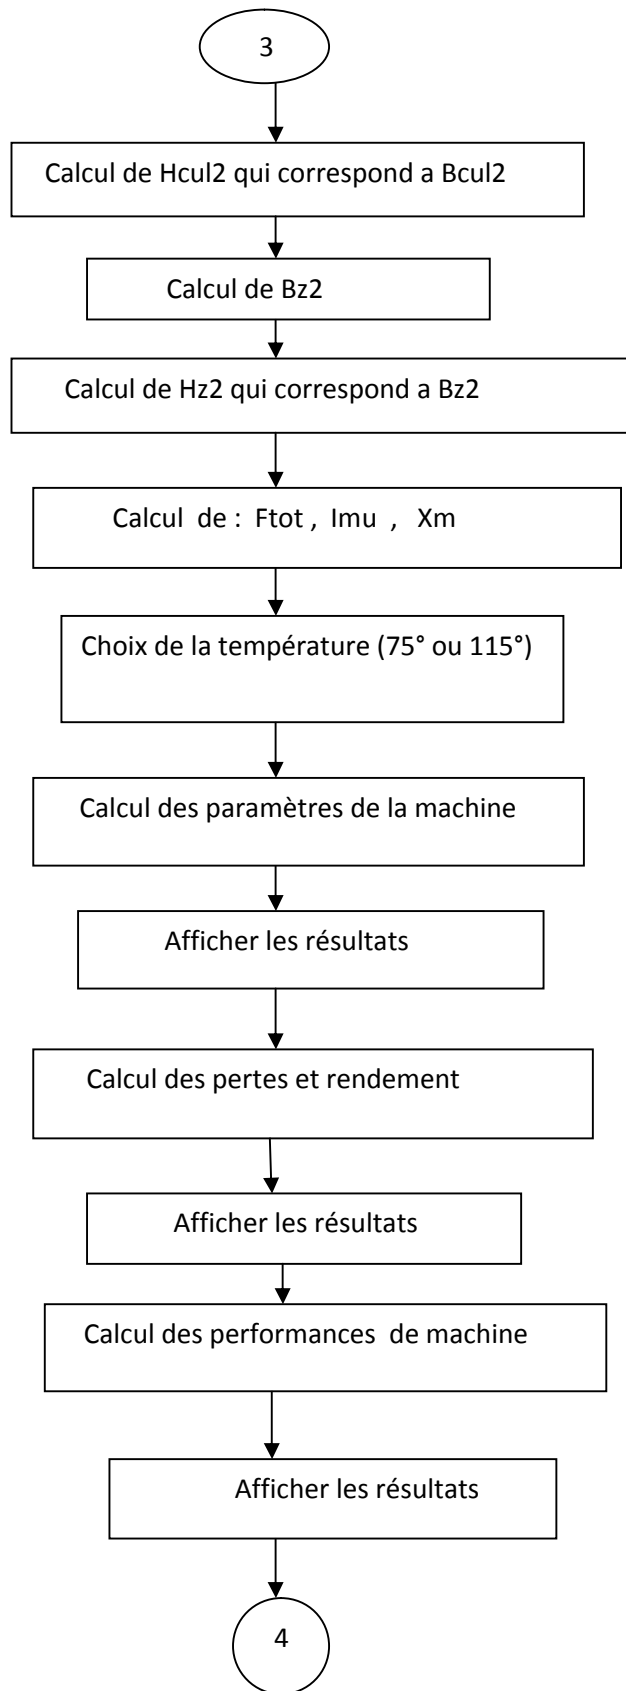 3
Calcul de Hcul2 qui correspond a Bcul2
Calcul de Bz2
Calcul de Hz2 qui correspond a Bz2
Calcul de : Ftot , Imu , Xm
Choix de la température (75° ou 115°)
Calcul des paramètres de la machine
Afficher les résultats
Calcul des pertes et rendement
Afficher les résultats
Calcul des performances de machine
Afficher les résultats
4